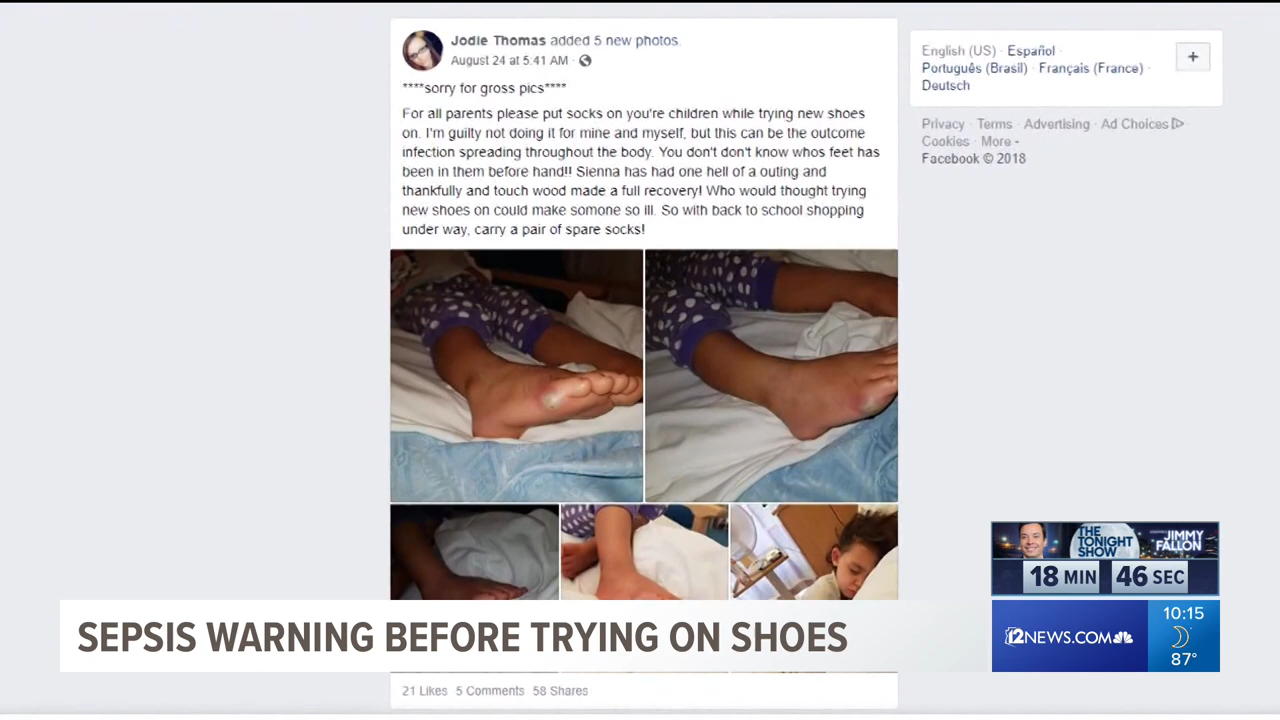 Jodie Thomas added 5 new photos.
August 24 at 5:41 AM ·
****sorry for gross pics****
For all parents please put socks on you're children while trying new shoes
on. I'm guilty not doing it for mine and myself, but this can be the outcome
infection spreading throughout the body. You don't don't know whos feet has
been in them before hand!! Sienna has had one hell of a outing and
thankfully and touch wood made a full recovery! Who would thought trying
new shoes on could make somone so ill. So with back to school shopping
under way, carry a pair of spare socks!
English (US) · Español ·
Português (Brasil) · Français (France) ·
Deutsch
+
Privacy · Terms · Advertising · Ad Choices
Cookies · More
Facebook © 2018
THE
TONIGHT
SHOW
JIMMY
FALLON
18 MIN 46 SEC
SEPSIS WARNING BEFORE TRYING ON SHOES
12NEWS.COM
10:15
87°
21 Likes 5 Comments 58 Shares